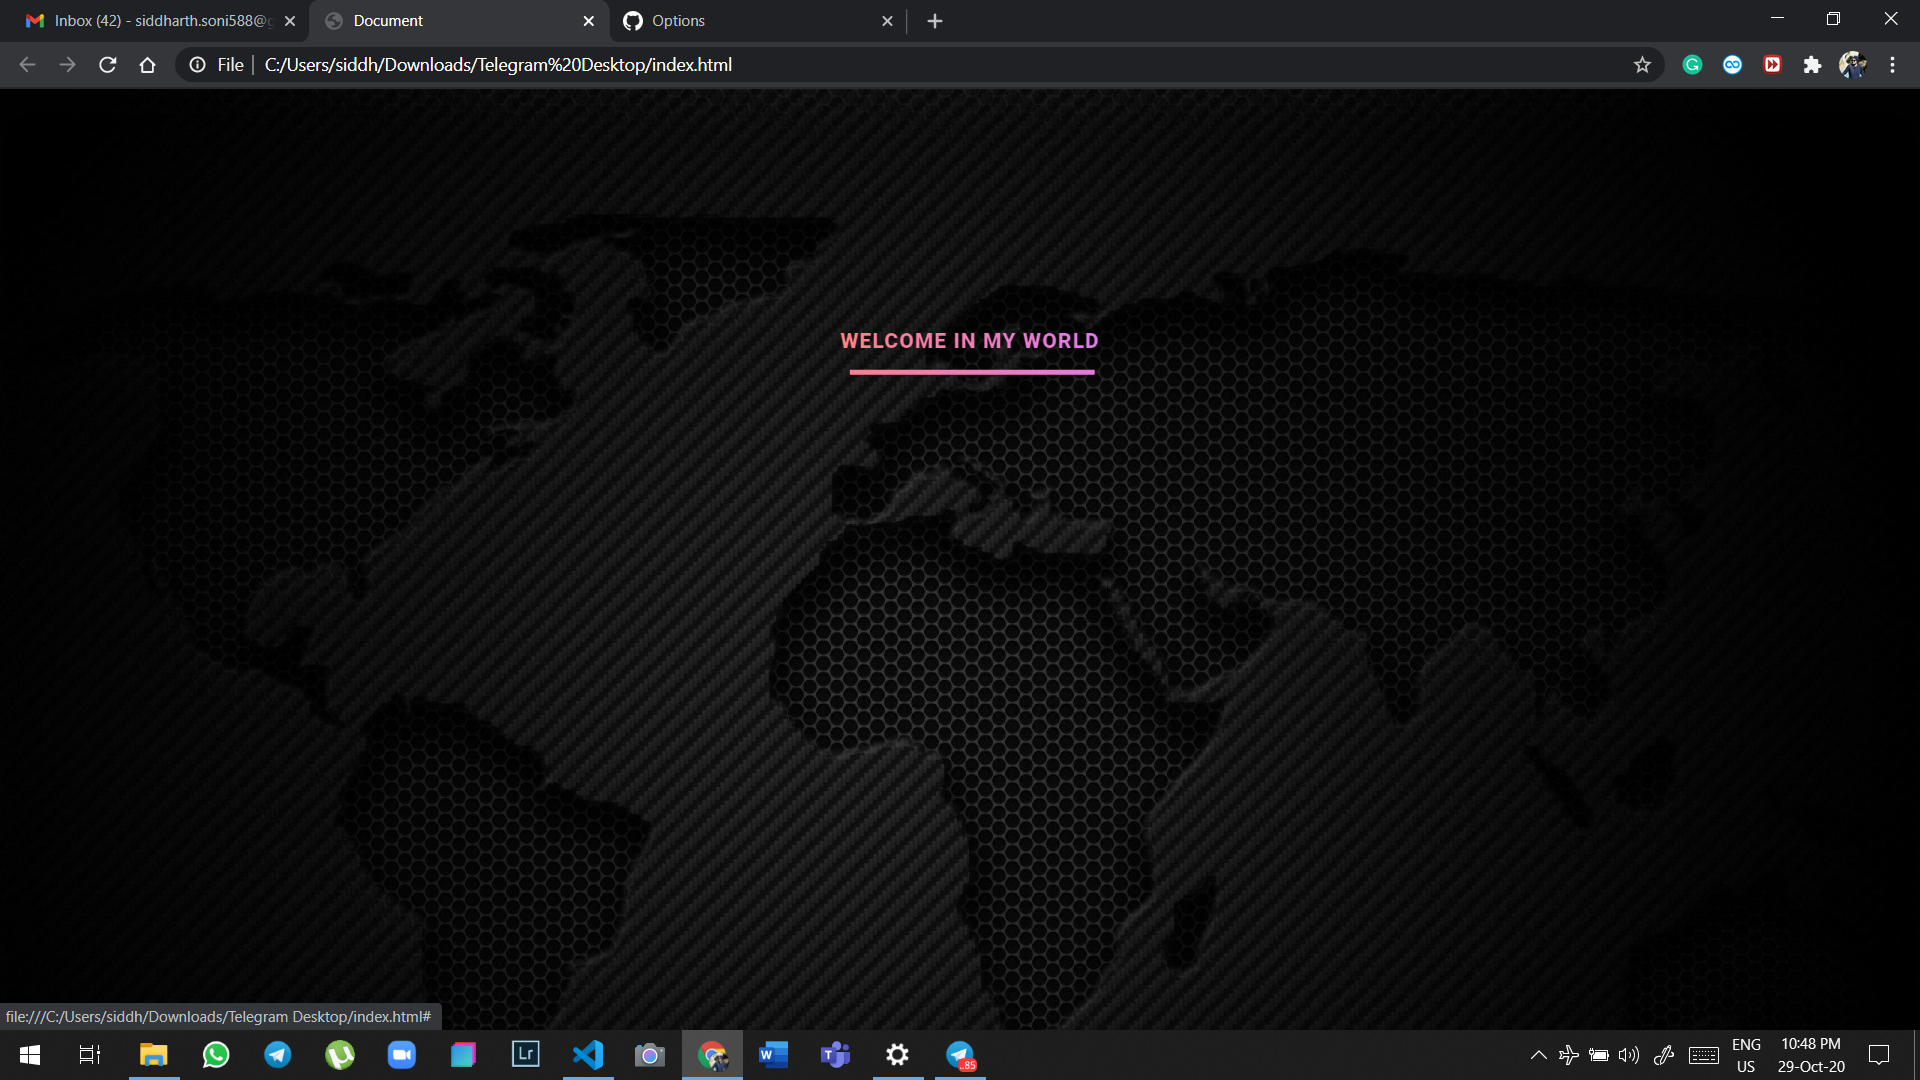 Inbox (42) - siddharth.soni588@g
Document
Options
File
C:/Users/siddh/Downloads/Telegram%20Desktop/index.html
WELCOME IN MY WORLD
file:///C:/Users/siddh/Downloads/Telegram Desktop/index.html#
Lr
W
T
..85
ENG
US
10:48 PM
29-Oct-20